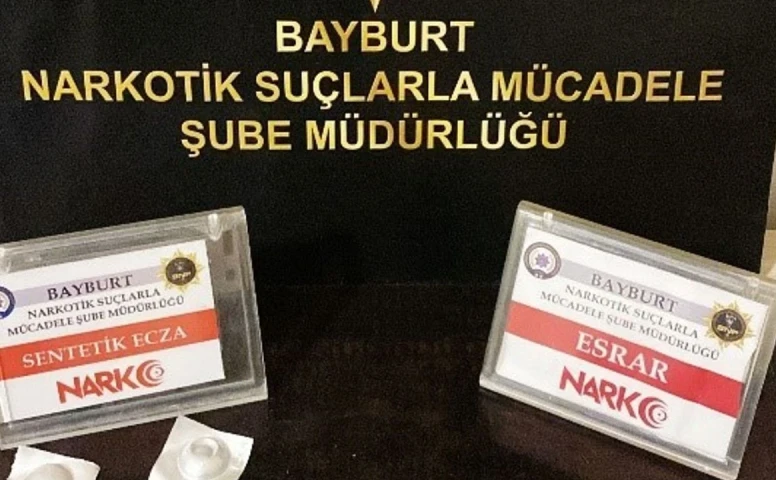 BAYBURT
NARKOTİK SUÇLARLA MÜCADELE
ŞUBE MÜDÜRLÜĞÜ
BAYBURT
NARKOTİK SUÇLARLA
MÜCADELE ŞUBE MÜDÜRLÜĞÜ
SENTETİK ECZA
NARKO
BAYBURT
NARKOTİK SUÇLARLA
MÜCADELE ŞUBE MÜDÜRLÜĞÜ
ESRAR
NARKO